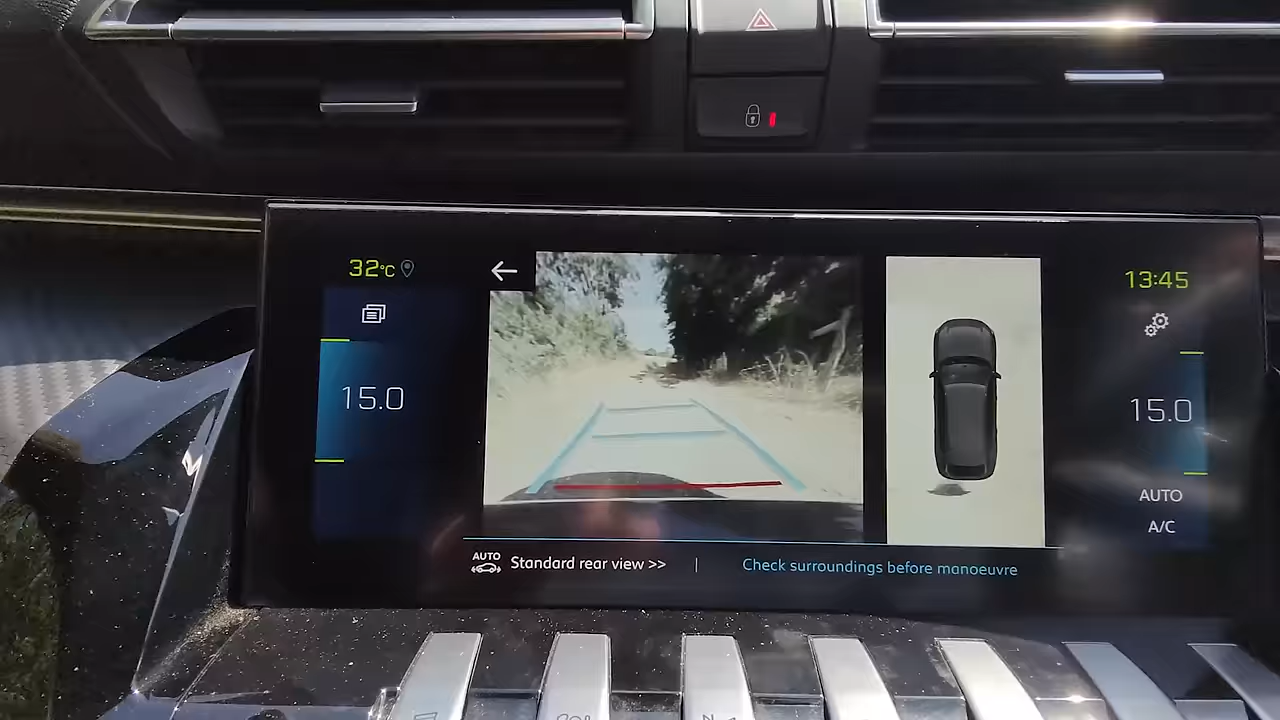 32°C
13:45
15.0
15.0
AUTO
A/C
AUTO
Standard rear view >> | Check surroundings before manoeuvre